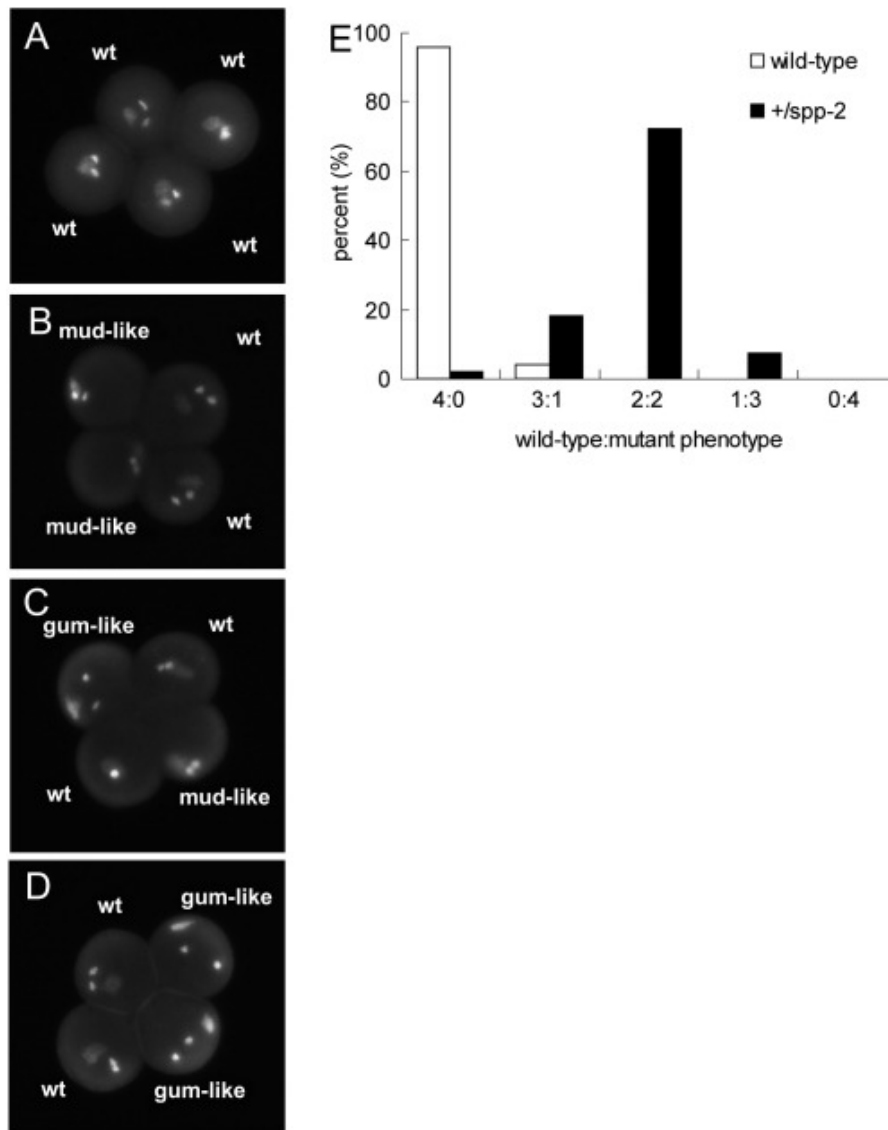 A
wt
wt
wt
wt
B
mud-like
wt
mud-like
wt
C
gum-like
wt
wt
mud-like
D
wt
gum-like
wt
gum-like
E
100
80
60
40
20
0
percent (%)
wild-type
+/spp-2
4:0 3:1 2:2 1:3 0:4
wild-type:mutant phenotype